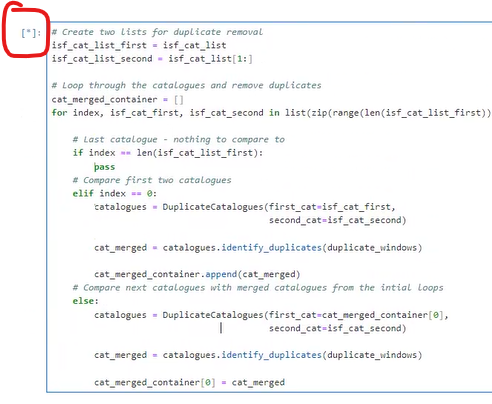 [*]:
# Create two lists for duplicate removal
isf_cat_list_first = isf_cat_list
isf_cat_list_second = isf_cat_list[1:]
# Loop through the catalogues and remove duplicates
cat_merged_container = []
for index, isf_cat_first, isf_cat_second in list(zip(range(len(isf_cat_list_first))
# Last catalogue - nothing to compare to
if index == len(isf_cat_list_first):
pass
# Compare first two catalogues
elif index == 0:
catalogues = DuplicateCatalogues(first_cat=isf_cat_first,
second_cat=isf_cat_second)
cat_merged = catalogues.identify_duplicates(duplicate_windows)
cat_merged_container.append(cat_merged)
# Compare next catalogues with merged catalogues from the intial loops
else:
catalogues = DuplicateCatalogues(first_cat=cat_merged_container[0],
second_cat=isf_cat_second)
cat_merged = catalogues.identify_duplicates(duplicate_windows)
cat_merged_container[0] = cat_merged